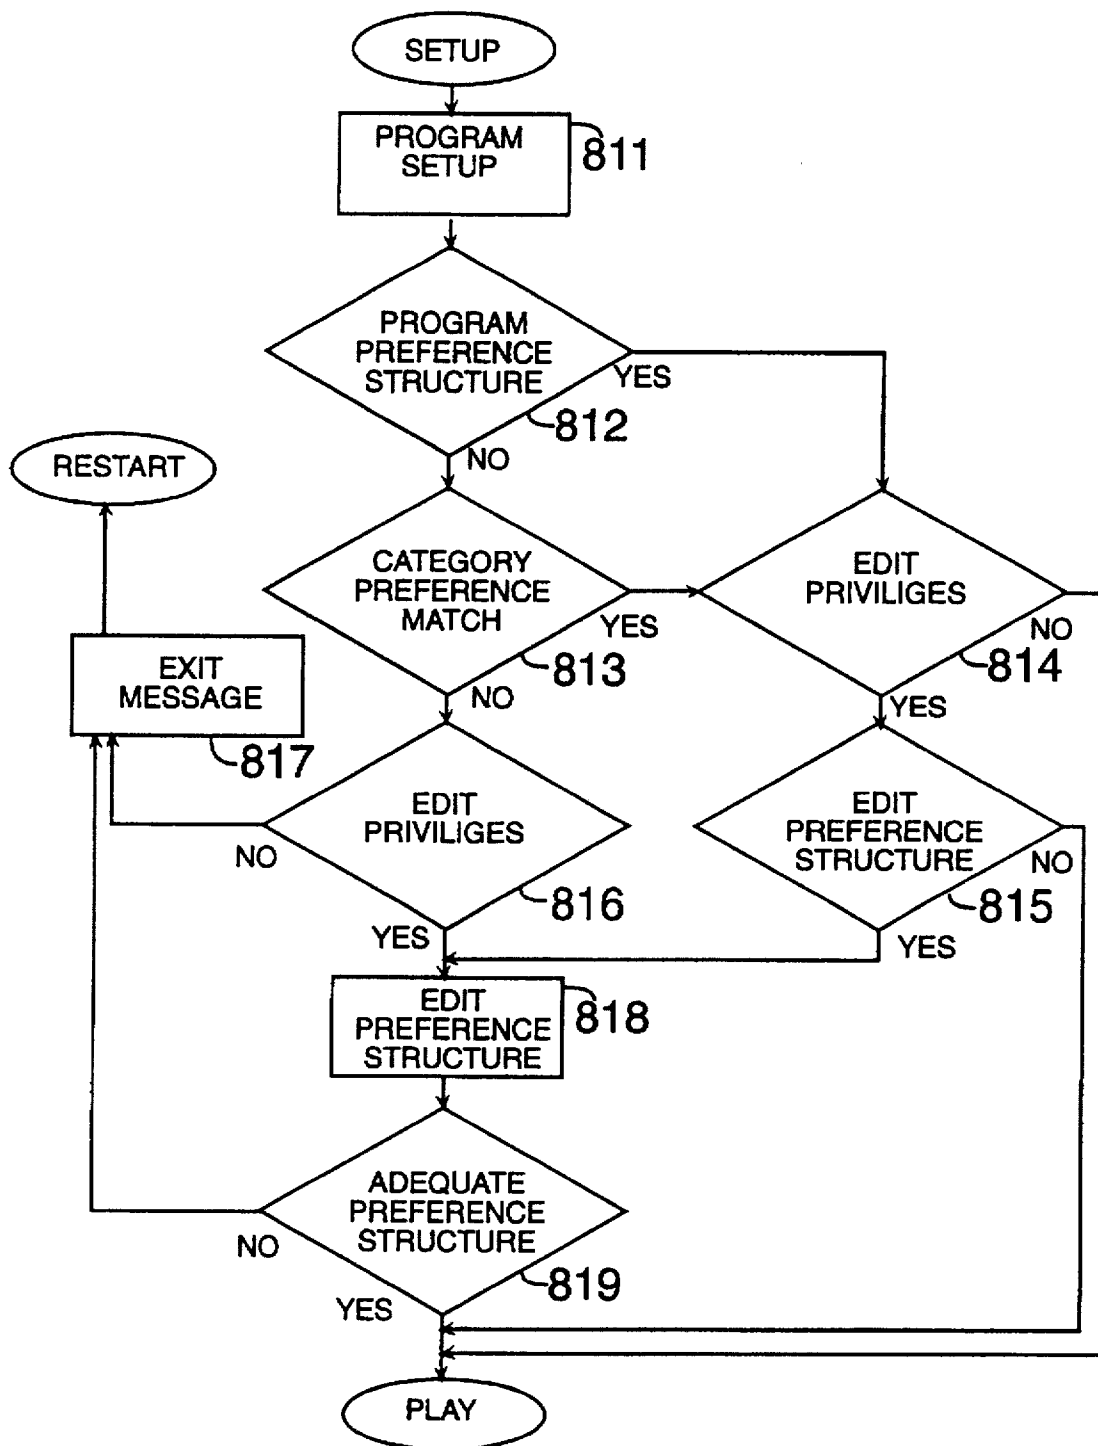 SETUP
PROGRAM
SETUP
811
PROGRAM
PREFERENCE
STRUCTURE
YES
812
NO
RESTART
CATEGORY
PREFERENCE
MATCH
YES
813
NO
EDIT
PRIVILIGES
NO
814
YES
EXIT
MESSAGE
817
EDIT
PRIVILIGES
NO
816
YES
EDIT
PREFERENCE
STRUCTURE
NO
815
YES
EDIT
PREFERENCE
STRUCTURE
818
ADEQUATE
PREFERENCE
STRUCTURE
NO
819
YES
PLAY